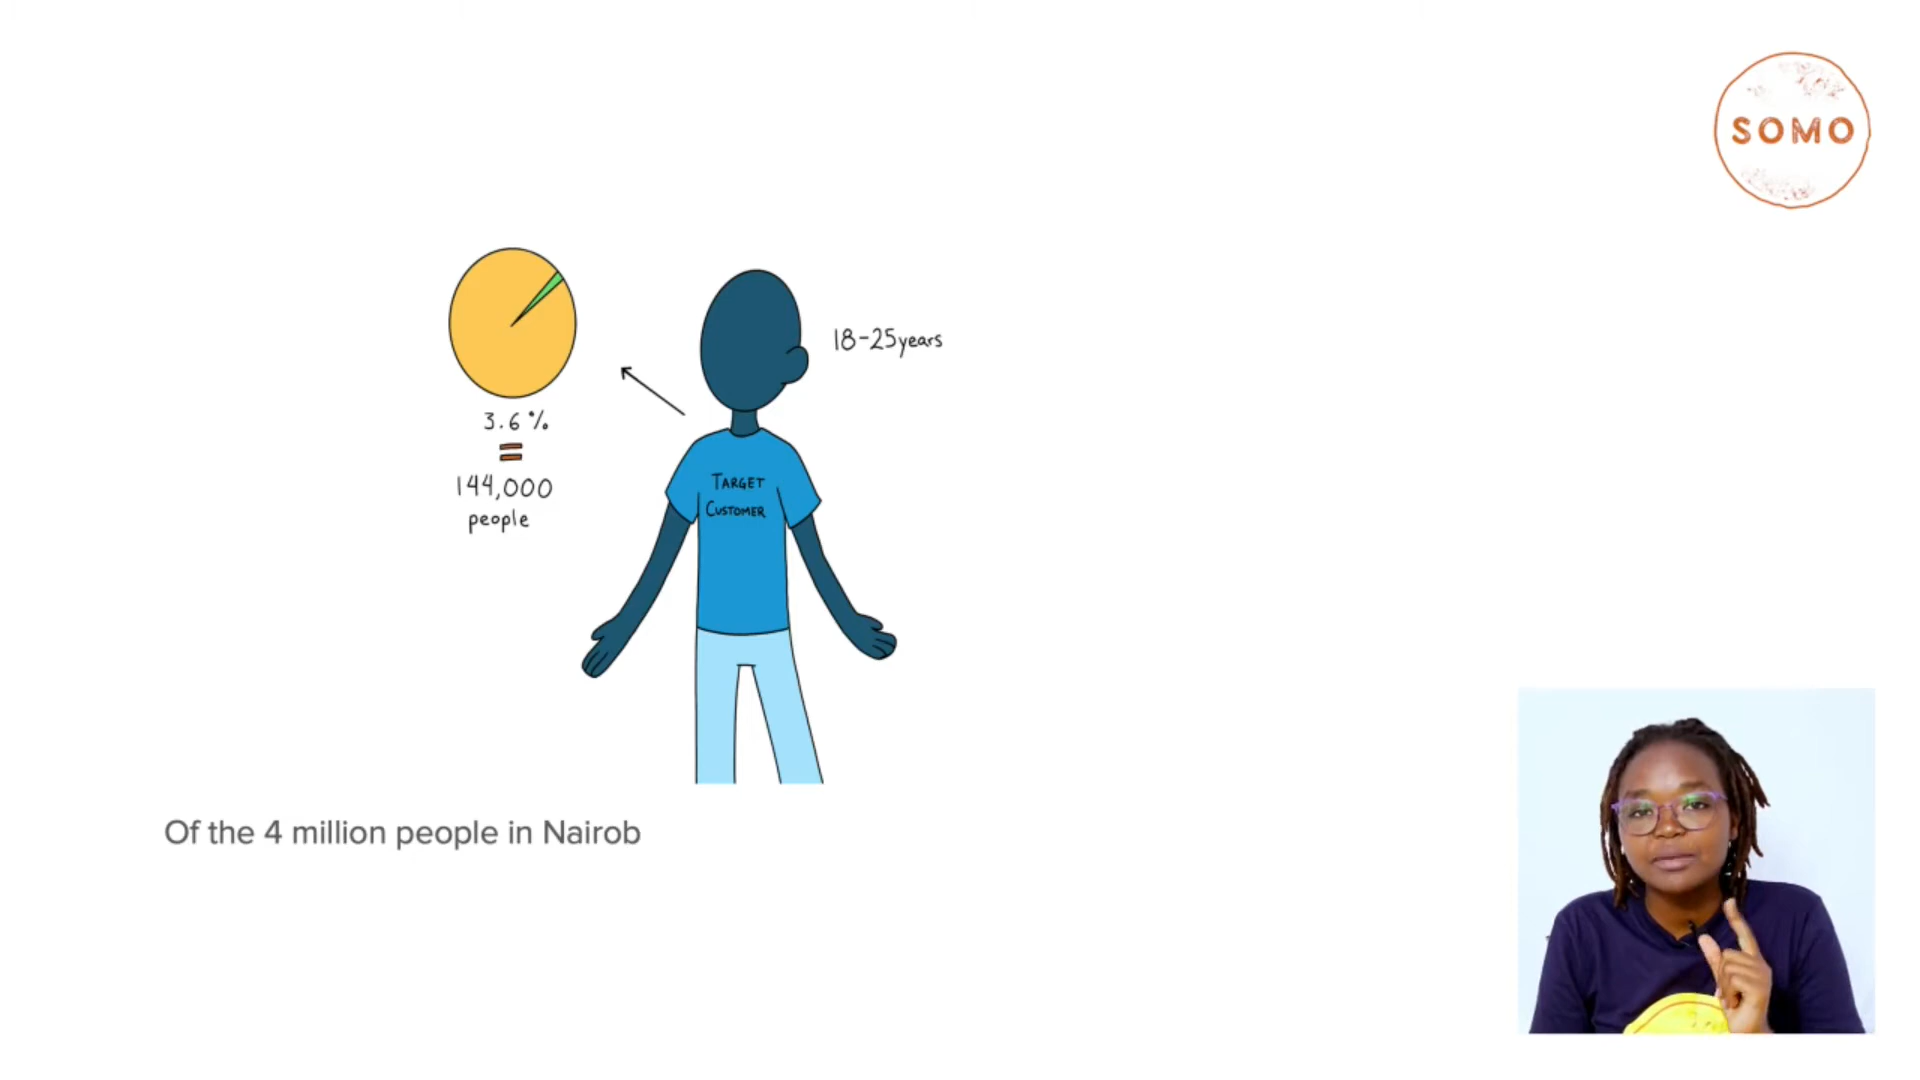 SOMO
18-25years
3.6%
=
144,000
people
TARGET
CUSTOMER
Of the 4 million people in Nairob